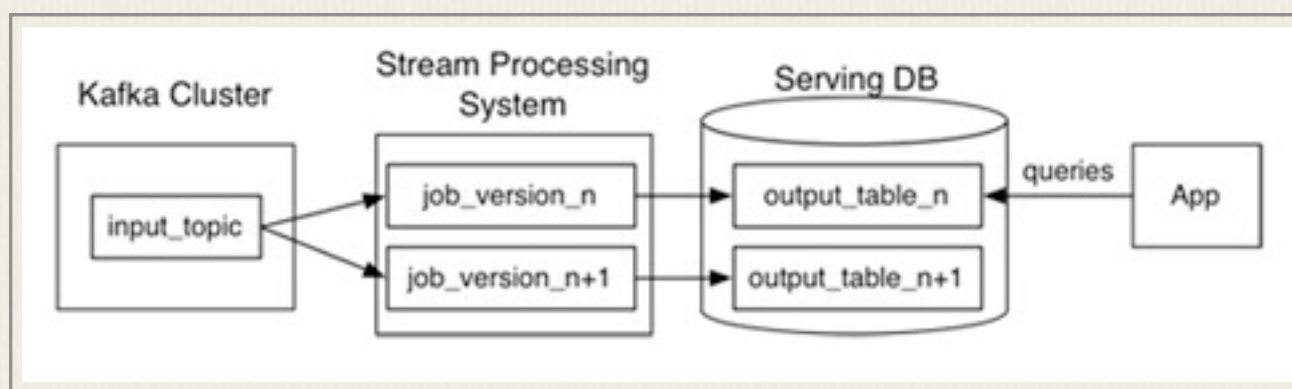 Kafka Cluster
Stream Processing
System
Serving DB
input_topic
job_version_n
job_version_n+1
output_table_n
output_table_n+1
queries
App